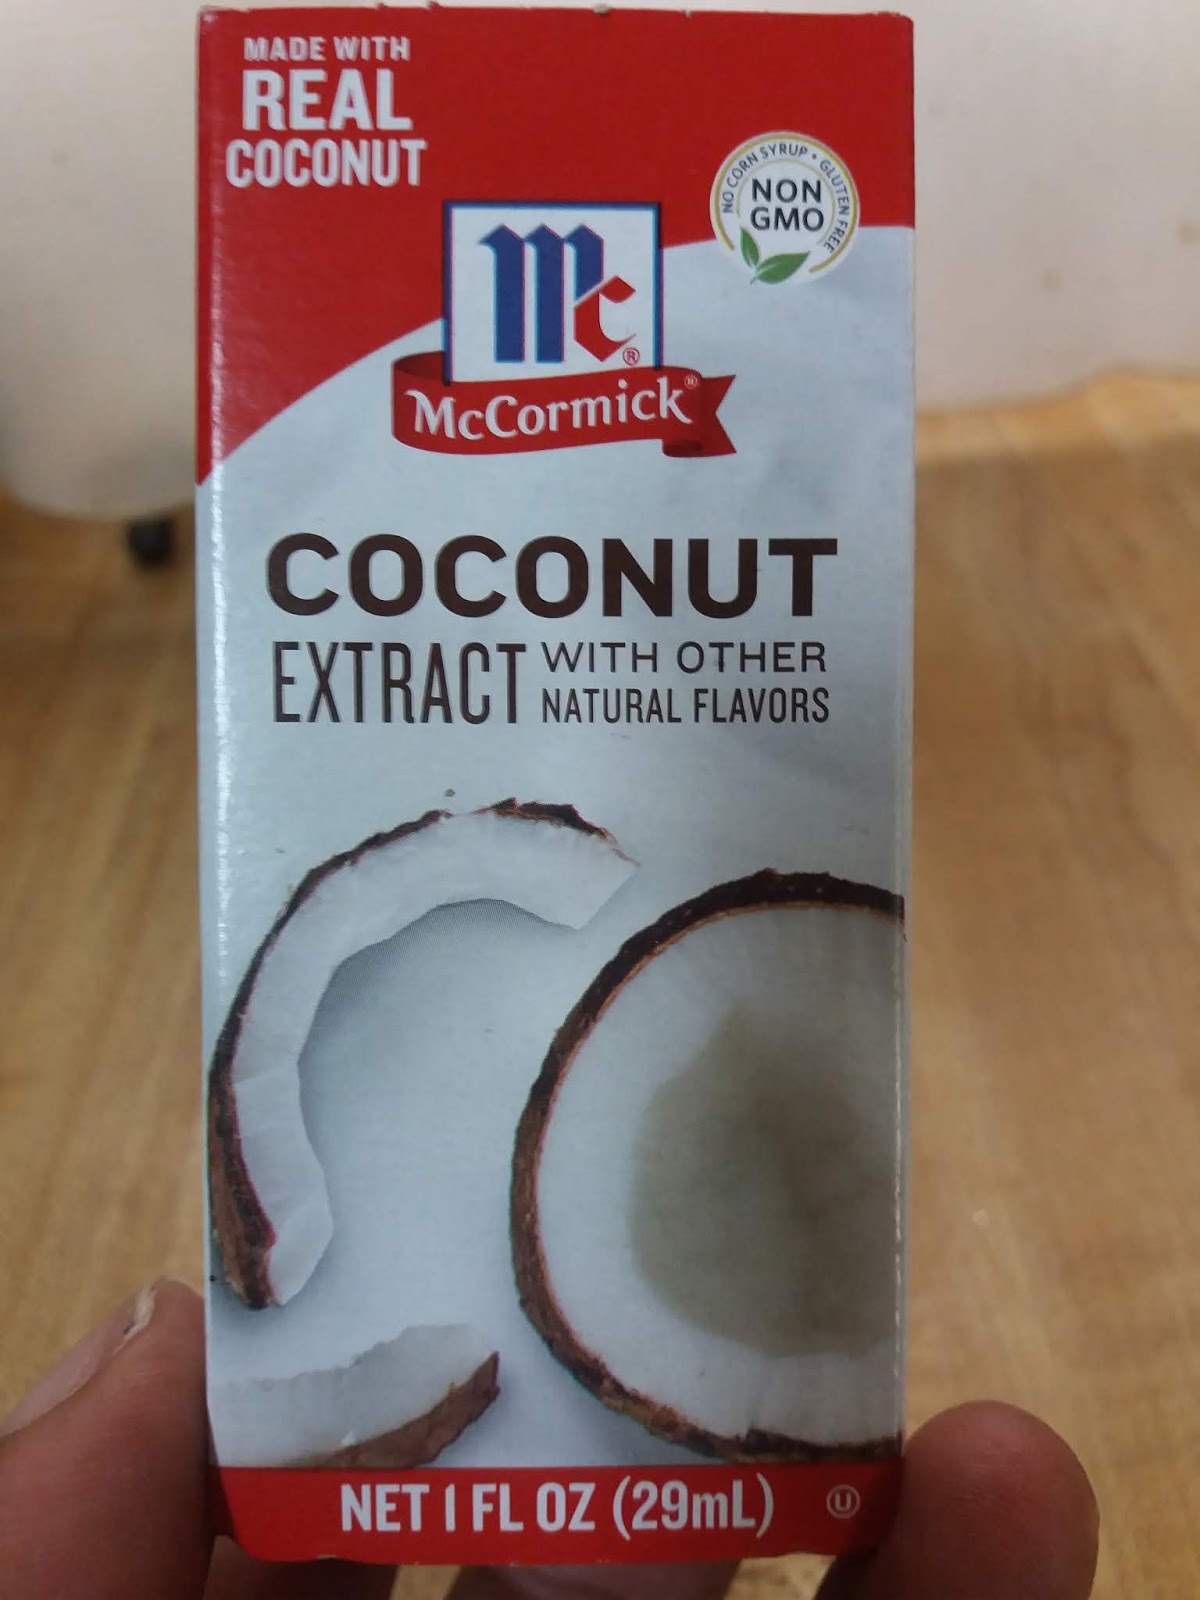 MADE WITH
REAL
COCONUT
NO CORN SYRUP • GLUTEN FREE
NON
GMO
Mc®
McCormick®
COCONUT
EXTRACT WITH OTHER
NATURAL FLAVORS
NET 1 FL OZ (29mL)
U